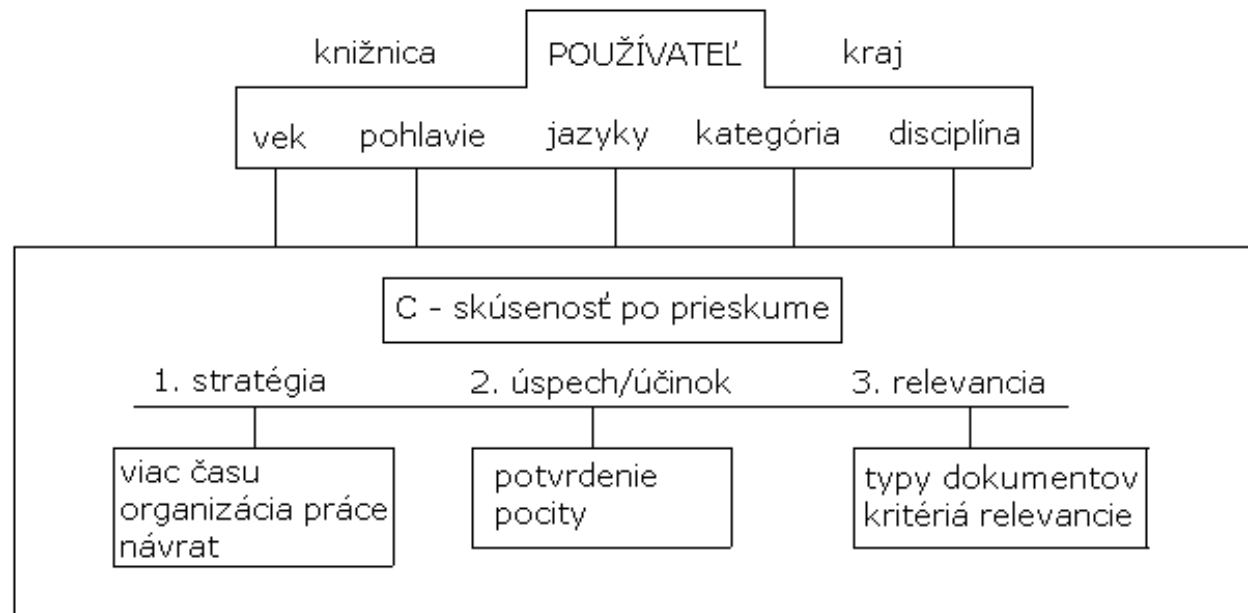 knižnica POUŽÍVATEĽ kraj
vek pohlavie jazyky kategória disciplína
C - skúsenosť po prieskume
1. stratégia 2. úspech/účinok 3. relevancia
viac času potvrdenie typy dokumentov
organizácia práce pocity kritériá relevancie
návrat